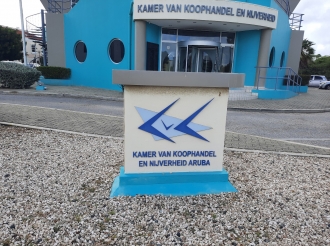 KAMER VAN KOOPHANDEL EN NIJVERHEID
KAMER VAN KOOPHANDEL
EN NIJVERHEID ARUBA